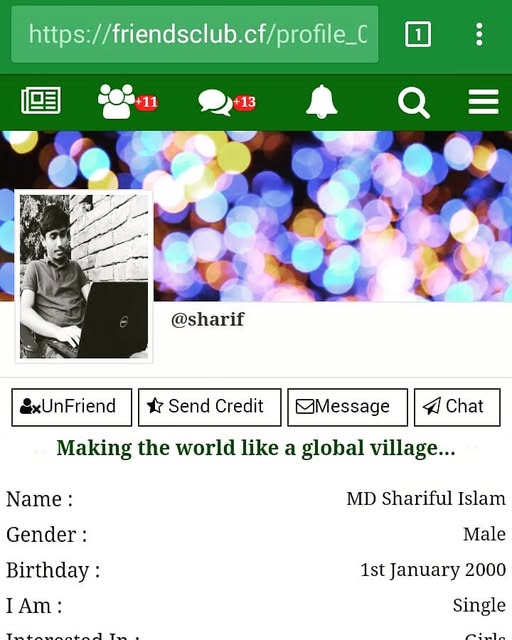 https://friendsclub.cf/profile_
1
+11
+13
@sharif
UnFriend
Send Credit
Message
Chat
Making the world like a global village...
Name : MD Shariful Islam
Gender : Male
Birthday : 1st January 2000
I Am : Single
Interested In : Girls